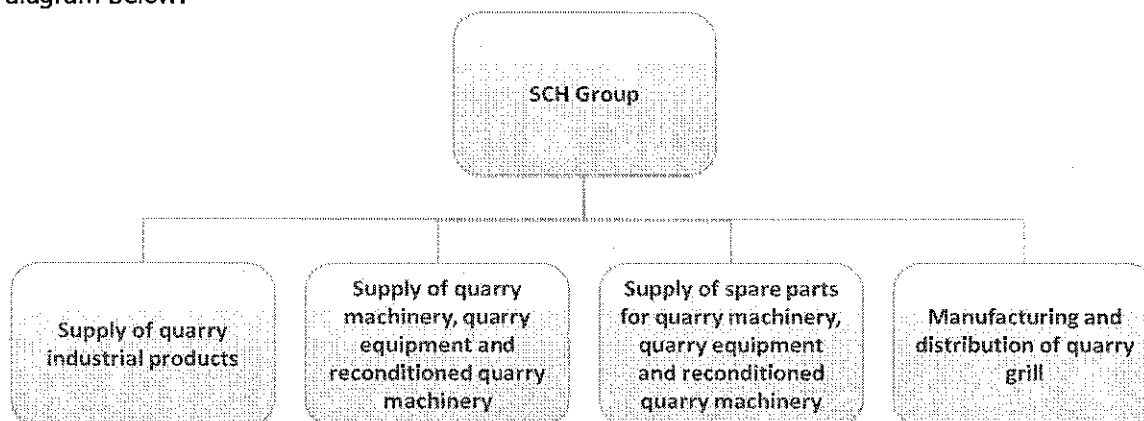 diagram below:
SCH Group
Supply of quarry
industrial products
Supply of quarry
machinery, quarry
equipment and
reconditioned quarry
machinery
Supply of spare parts
for quarry machinery,
quarry equipment
and reconditioned
quarry machinery
Manufacturing and
distribution of quarry
grill